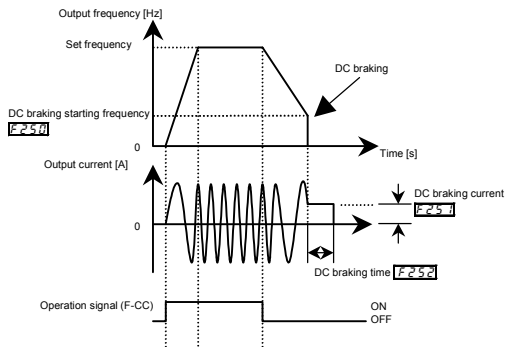 Output frequency [Hz]
Set frequency
DC braking
DC braking starting frequency
F250
0
Time [s]
Output current [A]
DC braking current
F251
0
DC braking time F252
Operation signal (F-CC)
ON
OFF